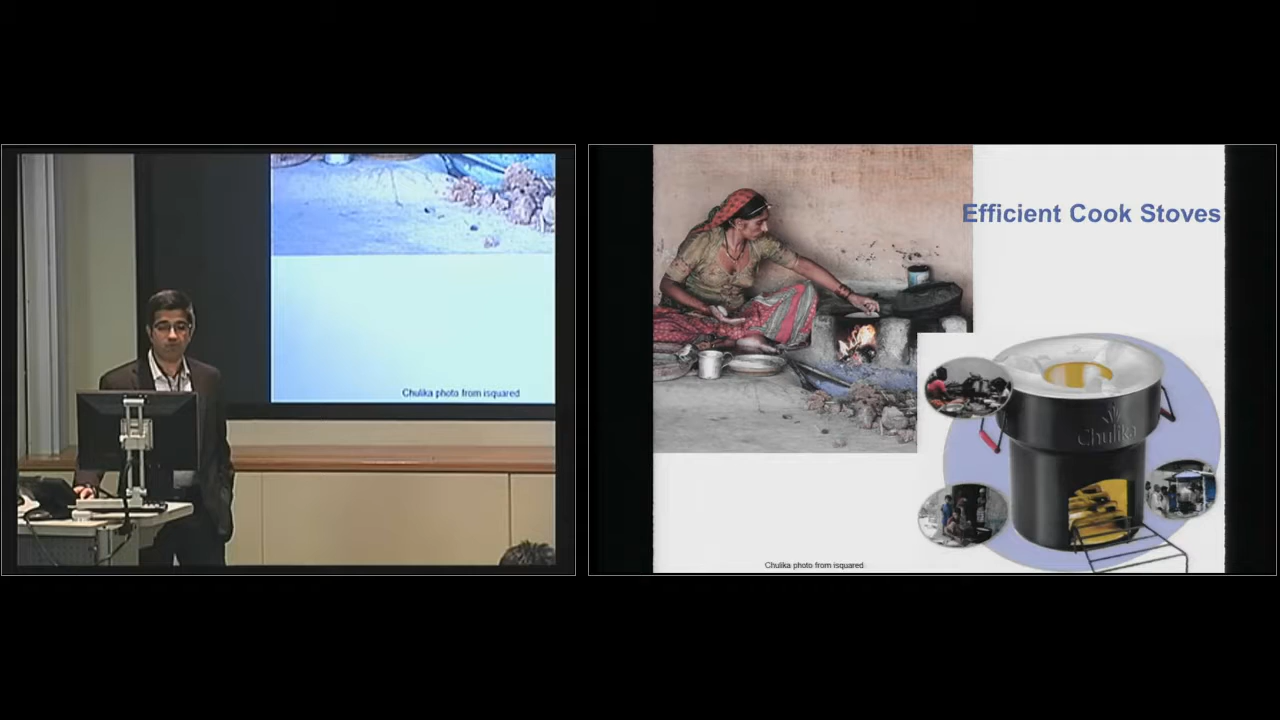 Chulika photo from isquared
Efficient Cook Stoves
Chulika
Chulika photo from isquared